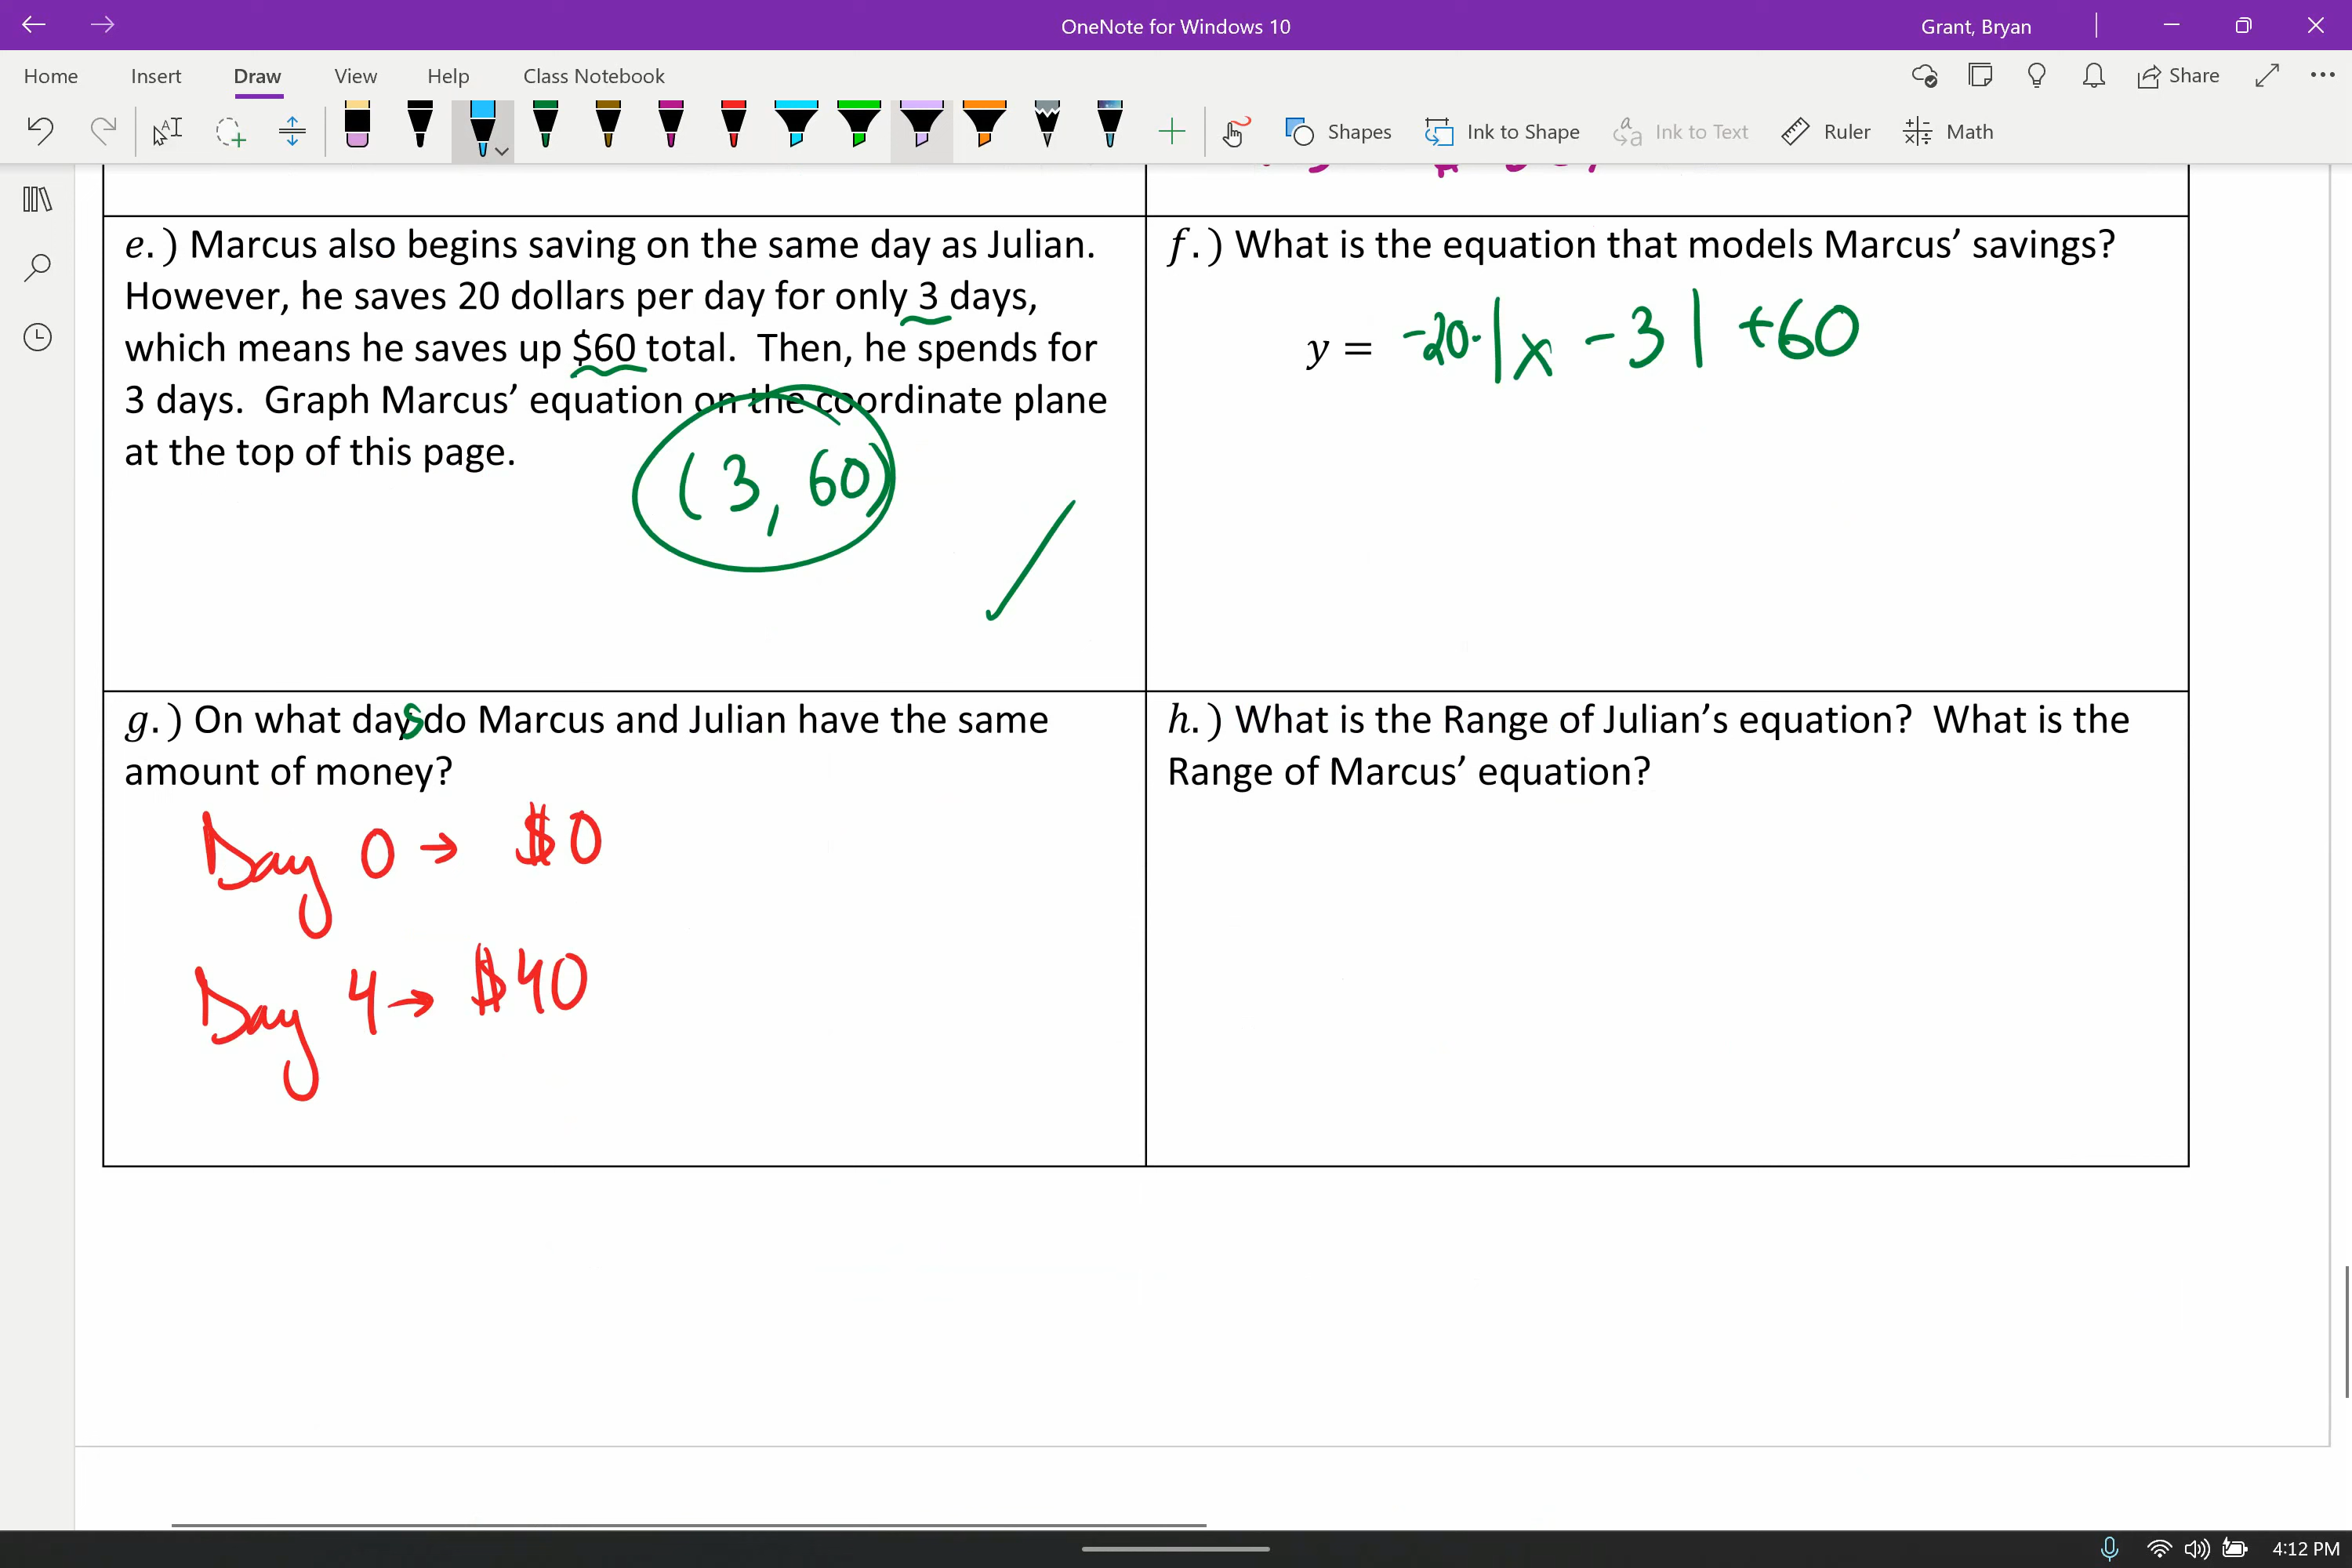 OneNote for Windows 10
Grant, Bryan
Home Insert Draw View Help Class Notebook
Share
Shapes Ink to Shape Ink to Text Ruler Math
e.) Marcus also begins saving on the same day as Julian.
However, he saves 20 dollars per day for only 3 days,
which means he saves up $60 total. Then, he spends for
3 days. Graph Marcus’ equation on the coordinate plane
at the top of this page.
(3, 60)
f.) What is the equation that models Marcus’ savings?
y = -20·|x - 3| +60
g.) On what days do Marcus and Julian have the same
amount of money?
Day 0 → $0
Day 4 → $40
h.) What is the Range of Julian’s equation? What is the
Range of Marcus’ equation?
4:12 PM